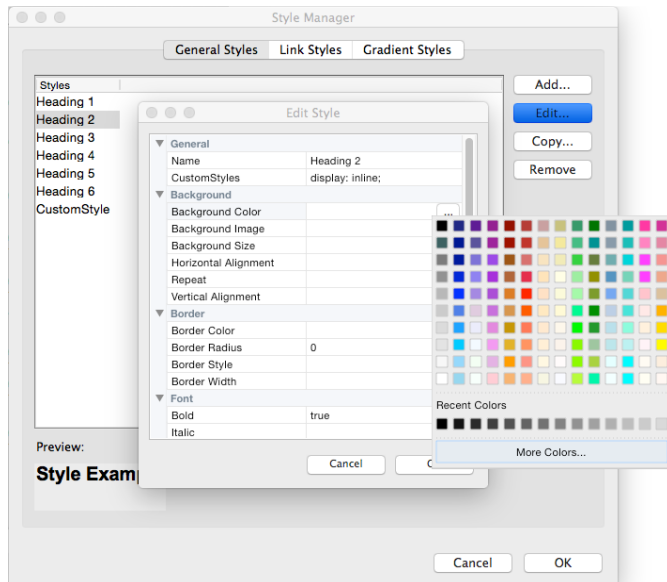 Style Manager
General Styles Link Styles Gradient Styles
Styles
Heading 1
Heading 2
Heading 3
Heading 4
Heading 5
Heading 6
CustomStyle
Add...
Edit...
Copy...
Remove
Edit Style
General
Name Heading 2
CustomStyles display: inline;
Background
Background Color ...
Background Image
Background Size
Horizontal Alignment
Repeat
Vertical Alignment
Border
Border Color
Border Radius 0
Border Style
Border Width
Font
Bold true
Italic
Cancel
Recent Colors
More Colors...
Preview:
Style Exam
Cancel OK